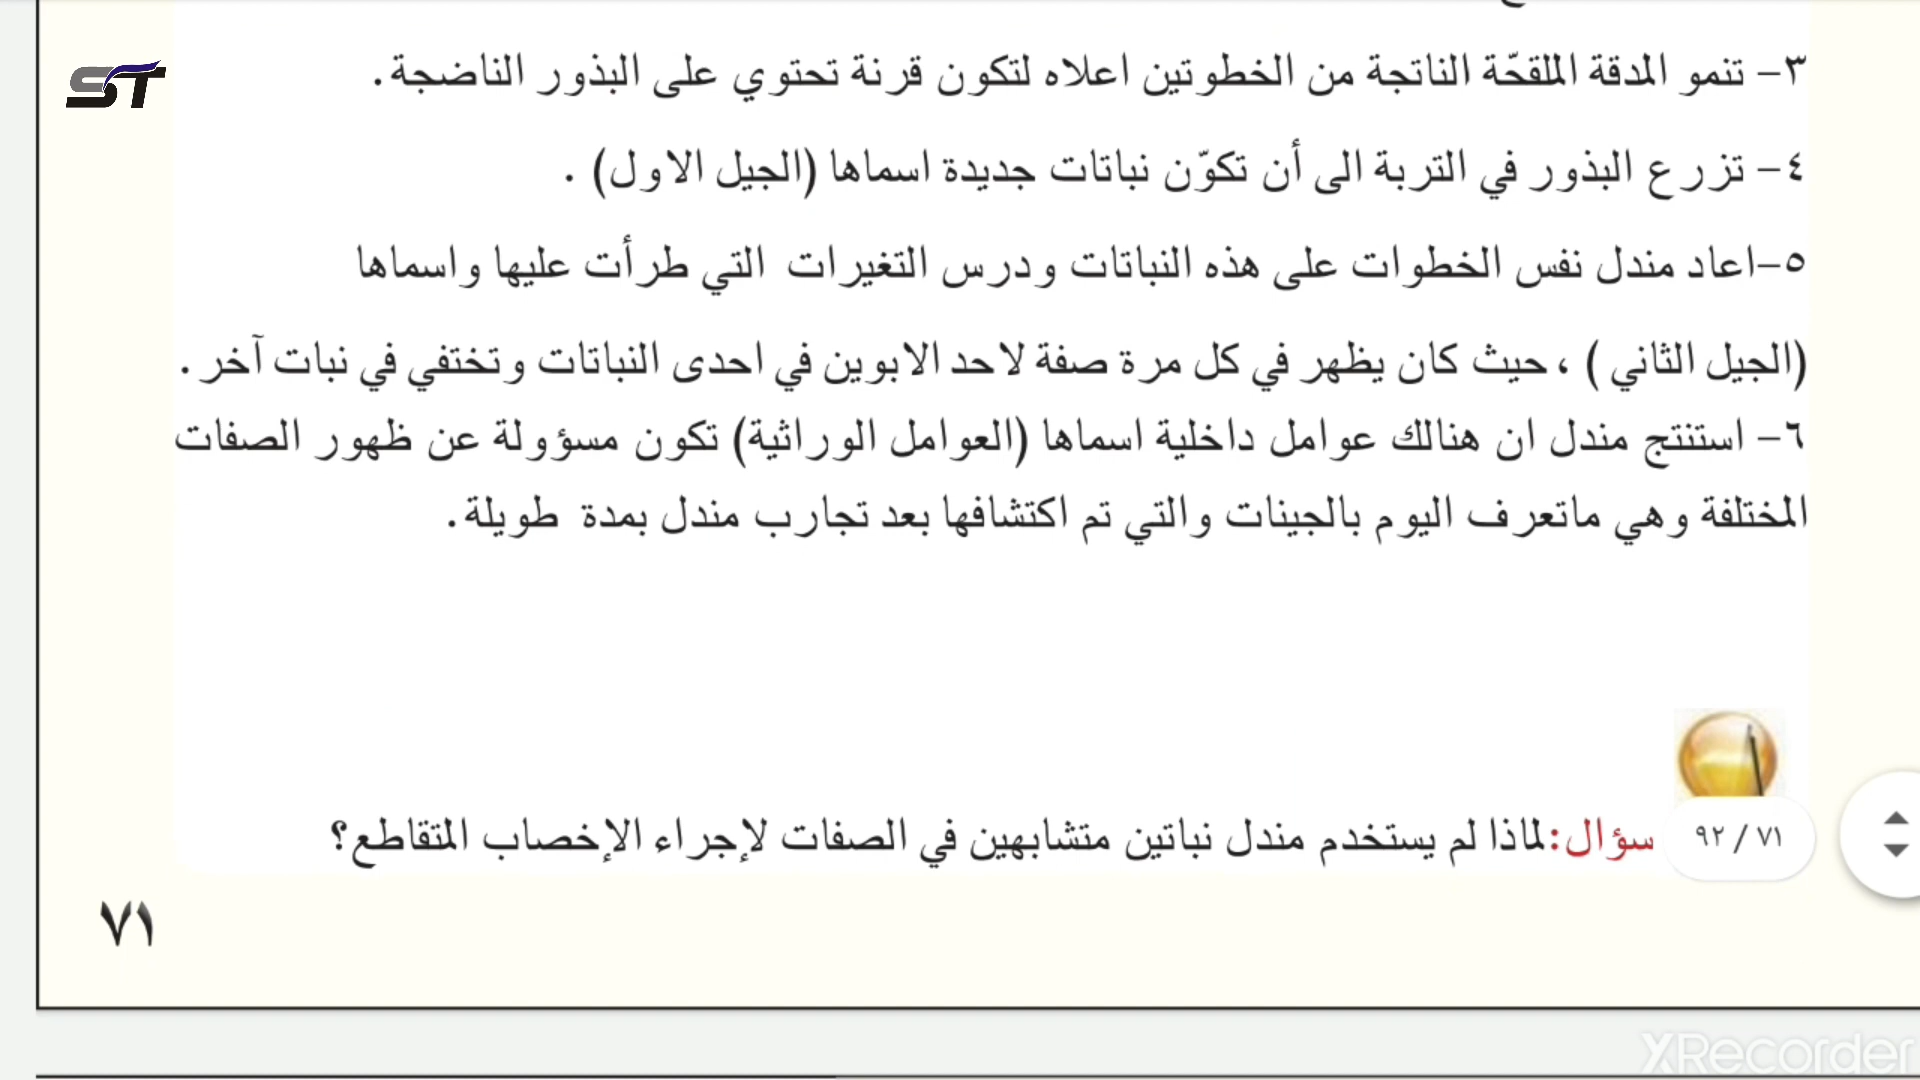 ٣- تنمو المدقة الملقحّة الناتجة من الخطوتين اعلاه لتكون قرنة تحتوي على البذور الناضجة.
٤- تزرع البذور في التربة الى أن تكوّن نباتات جديدة اسماها (الجيل الاول) .
٥-اعاد مندل نفس الخطوات على هذه النباتات ودرس التغيرات التي طرأت عليها واسماها
(الجيل الثاني ) ، حيث كان يظهر في كل مرة صفة لاحد الابوين في احدى النباتات وتختفي في نبات آخر.
٦- استنتج مندل ان هنالك عوامل داخلية اسماها (العوامل الوراثية) تكون مسؤولة عن ظهور الصفات
المختلفة وهي ماتعرف اليوم بالجينات والتي تم اكتشافها بعد تجارب مندل بمدة طويلة.
سؤال:لماذا لم يستخدم مندل نباتين متشابهين في الصفات لإجراء الإخصاب المتقاطع؟
٧١ / ٩٢
٧١
ST
XRecorder